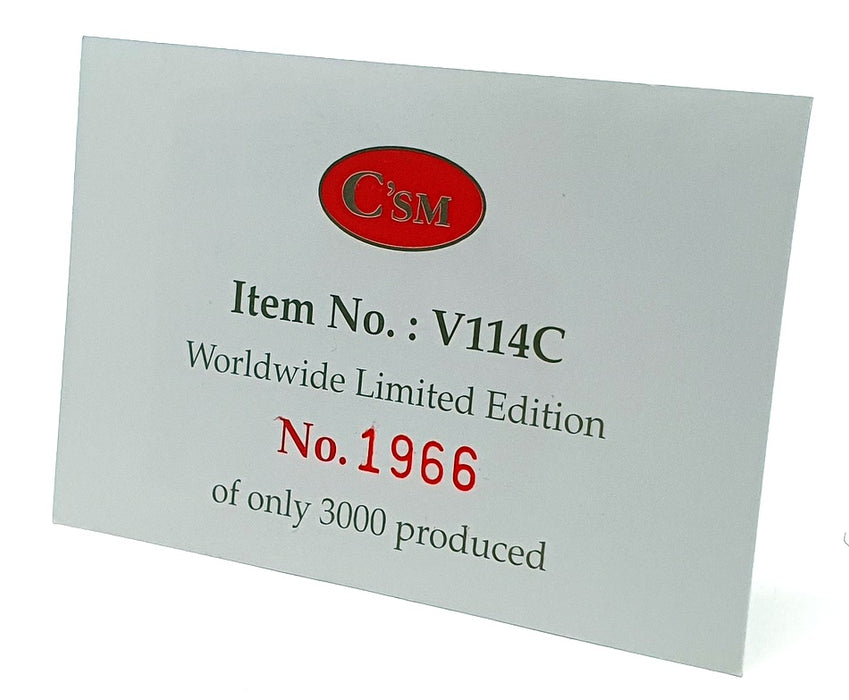 C'SM
Item No. : V114C
Worldwide Limited Edition
No. 1966
of only 3000 produced